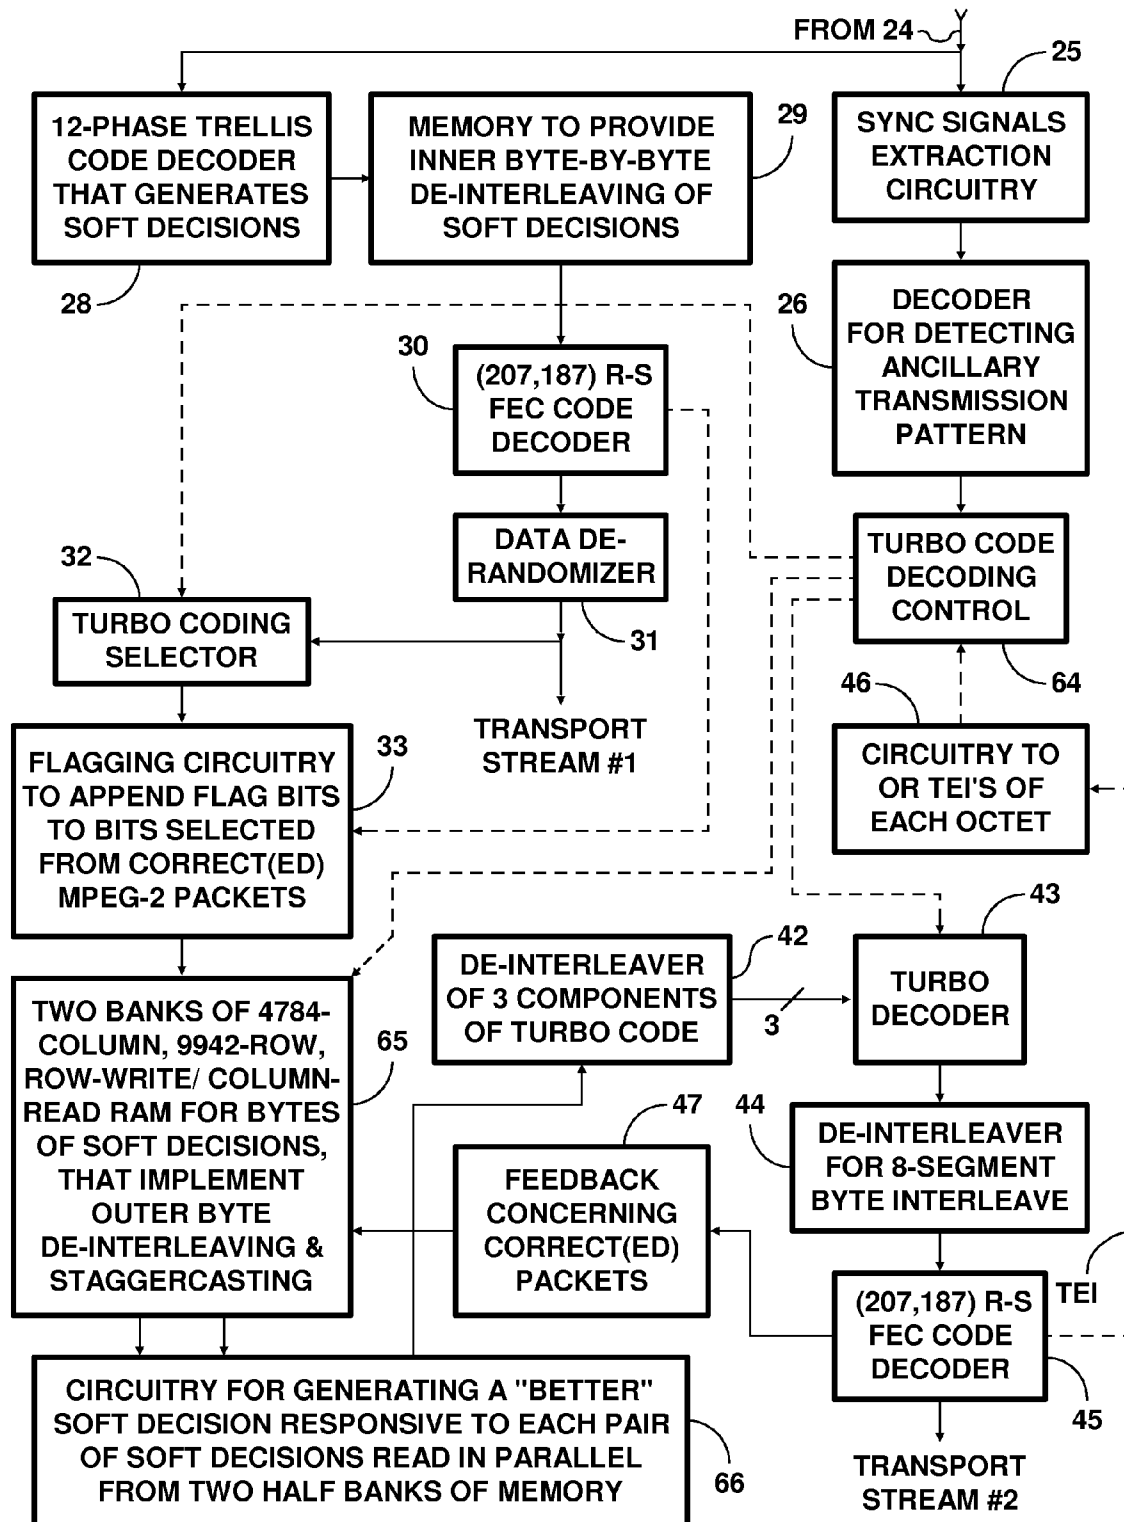 FROM 24
25
12-PHASE TRELLIS
CODE DECODER
THAT GENERATES
SOFT DECISIONS
28
MEMORY TO PROVIDE
INNER BYTE-BY-BYTE
DE-INTERLEAVING OF
SOFT DECISIONS
29
SYNC SIGNALS
EXTRACTION
CIRCUITRY
26
DECODER
FOR DETECTING
ANCILLARY
TRANSMISSION
PATTERN
30
(207,187) R-S
FEC CODE
DECODER
DATA DE-
RANDOMIZER
31
32
TURBO CODING
SELECTOR
TURBO CODE
DECODING
CONTROL
64
TRANSPORT
STREAM #1
46
CIRCUITRY TO
OR TEI'S OF
EACH OCTET
33
FLAGGING CIRCUITRY
TO APPEND FLAG BITS
TO BITS SELECTED
FROM CORRECT(ED)
MPEG-2 PACKETS
42
DE-INTERLEAVER
OF 3 COMPONENTS
OF TURBO CODE
3
43
TURBO
DECODER
TWO BANKS OF 4784-
COLUMN, 9942-ROW,
ROW-WRITE/ COLUMN-
READ RAM FOR BYTES
OF SOFT DECISIONS,
THAT IMPLEMENT
OUTER BYTE
DE-INTERLEAVING &
STAGGERCASTING
65
47
FEEDBACK
CONCERNING
CORRECT(ED)
PACKETS
44
DE-INTERLEAVER
FOR 8-SEGMENT
BYTE INTERLEAVE
TEI
(207,187) R-S
FEC CODE
DECODER
45
CIRCUITRY FOR GENERATING A "BETTER"
SOFT DECISION RESPONSIVE TO EACH PAIR
OF SOFT DECISIONS READ IN PARALLEL
FROM TWO HALF BANKS OF MEMORY
66
TRANSPORT
STREAM #2